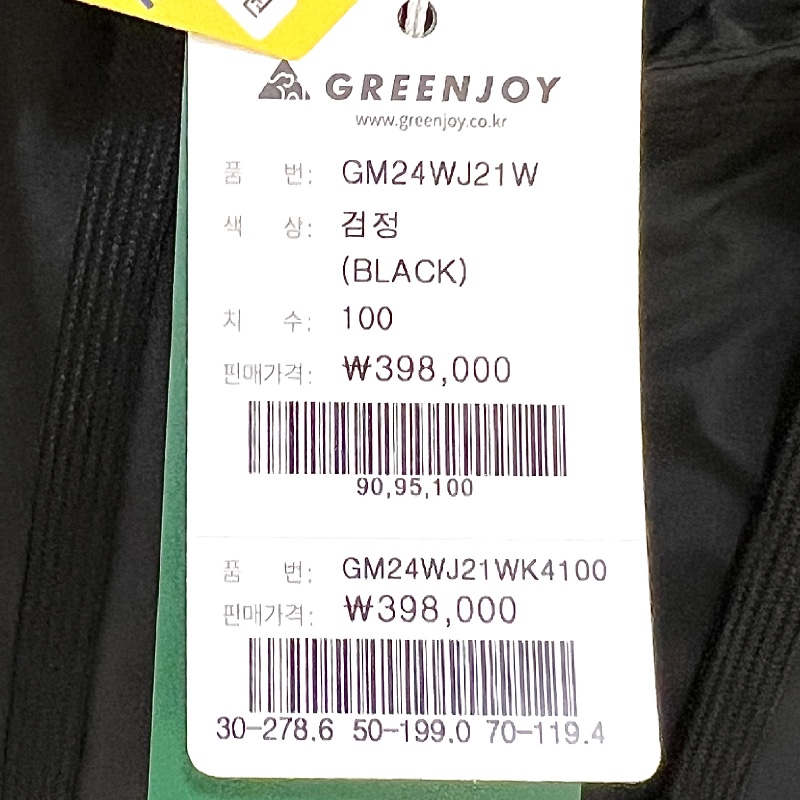 GREENJOY
www.greenjoy.co.kr
품 번: GM24WJ21W
색 상: 검정
(BLACK)
치 수: 100
판매가격: ₩398,000
90,95,100
품 번: GM24WJ21WK4100
판매가격: ₩398,000
30-278.6 50-199.0 70-119.4